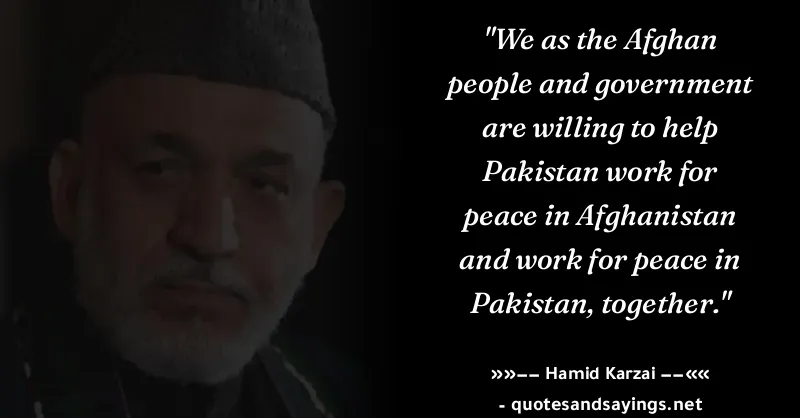 "We as the Afghan
people and government
are willing to help
Pakistan work for
peace in Afghanistan
and work for peace in
Pakistan, together."
»»−− Hamid Karzai −−««
- quotesandsayings.net